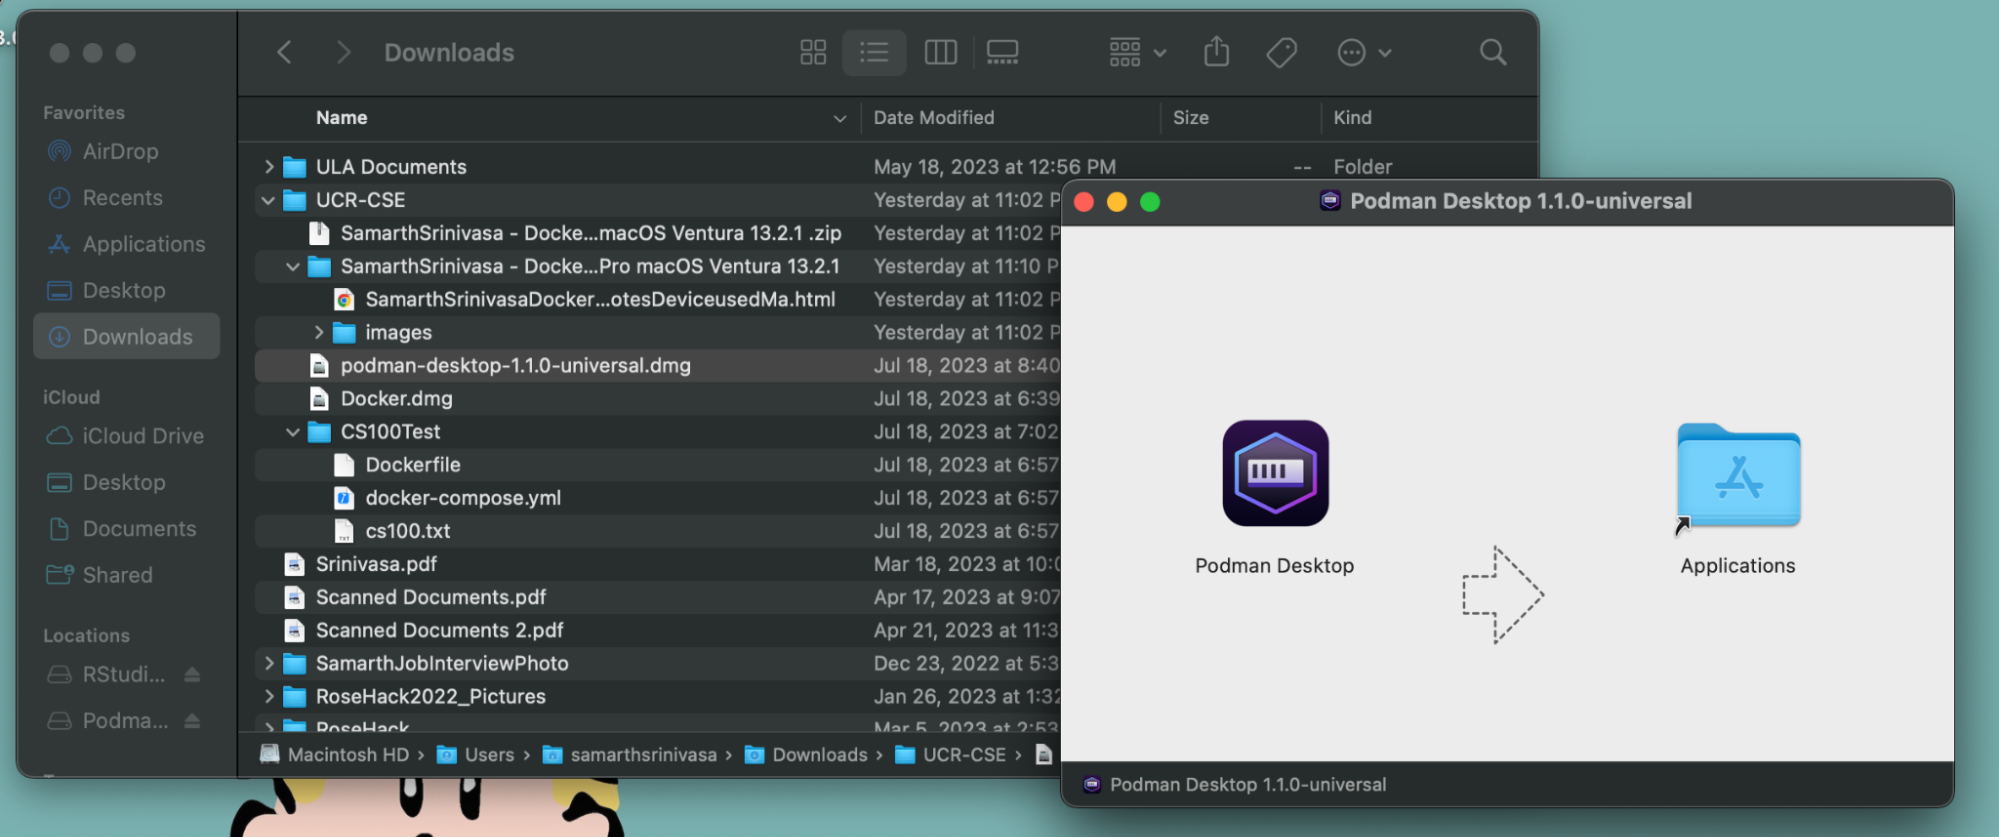 3.0
Downloads
Favorites
AirDrop
Recents
Applications
Desktop
Downloads
iCloud
iCloud Drive
Desktop
Documents
Shared
Locations
RStudi...
Podma...
Name Date Modified Size Kind
ULA Documents May 18, 2023 at 12:56 PM -- Folder
UCR-CSE Yesterday at 11:02 P
SamarthSrinivasa - Docke...macOS Ventura 13.2.1 .zip Yesterday at 11:02 P
SamarthSrinivasa - Docke...Pro macOS Ventura 13.2.1 Yesterday at 11:10 P
SamarthSrinivasaDocker...otesDeviceusedMa.html Yesterday at 11:02 P
images Yesterday at 11:02 P
podman-desktop-1.1.0-universal.dmg Jul 18, 2023 at 8:40
Docker.dmg Jul 18, 2023 at 6:39
CS100Test Jul 18, 2023 at 7:02
Dockerfile Jul 18, 2023 at 6:57
docker-compose.yml Jul 18, 2023 at 6:57
cs100.txt Jul 18, 2023 at 6:57
Srinivasa.pdf Mar 18, 2023 at 10:0
Scanned Documents.pdf Apr 17, 2023 at 9:07
Scanned Documents 2.pdf Apr 21, 2023 at 11:3
SamarthJobInterviewPhoto Dec 23, 2022 at 5:3
RoseHack2022_Pictures Jan 26, 2023 at 1:32
RoseHack Mar 5, 2023 at 2:53
Macintosh HD › Users › samarthsrinivasa › Downloads › UCR-CSE ›
Podman Desktop 1.1.0-universal
Podman Desktop
Applications
Podman Desktop 1.1.0-universal